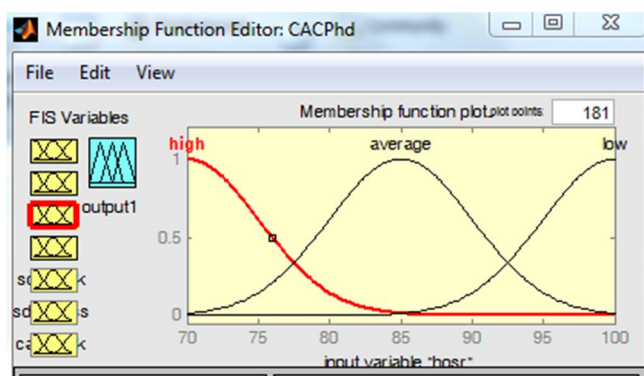 Membership Function Editor: CACPhd
File Edit View
FIS Variables
Membership function plots plot points: 181
high average low
output1
1
0.5
0
70 75 80 85 90 95 100
input variable "hosr"